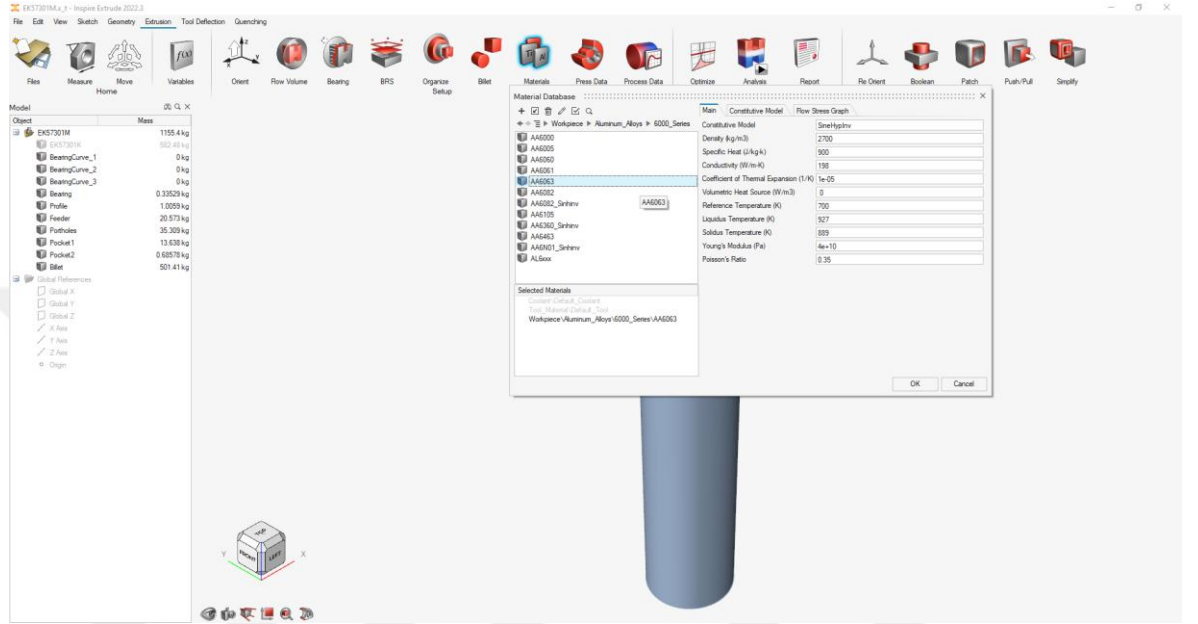 EK57301M.x_t - Inspire Extrude 2022.3
File Edit View Sketch Geometry Extrusion Tool Deflection Quenching
Files Measure Move Variables Orient Flow Volume Bearing BRS Organize Billet Materials Press Data Process Data Optimize Analysis Report Re Orient Boolean Patch Push/Pull Simplify
Home Setup
Model
Object Mass
EK57301M 1155.4 kg
EK57301K 582.48 kg
BearingCurve_1 0 kg
BearingCurve_2 0 kg
BearingCurve_3 0 kg
Bearing 0.33529 kg
Profile 1.0059 kg
Feeder 20.573 kg
Portholes 35.309 kg
Pocket1 13.638 kg
Pocket2 0.68578 kg
Billet 501.41 kg
Global References
Global X
Global Y
Global Z
X Axis
Y Axis
Z Axis
Origin
Material Database
Workpiece Aluminum_Alloys 6000_Series
AA6000
AA6005
AA6060
AA6061
AA6063
AA6082
AA6082_Sinhinv
AA6105
AA6360_Sinhinv
AA6463
AA6N01_Sinhinv
AL6xxx
AA6063
Selected Materials
Coolant\Default_Coolant
Tool_Material\Default_Tool
Workpiece\Aluminum_Alloys\6000_Series\AA6063
Main Constitutive Model Flow Stress Graph
Constitutive Model SineHypInv
Density (kg/m3) 2700
Specific Heat (J/kg-k) 900
Conductivity (W/m-K) 198
Coefficient of Thermal Expansion (1/K) 1e-05
Volumetric Heat Source (W/m3) 0
Reference Temperature (K) 700
Liquidus Temperature (K) 927
Solidus Temperature (K) 889
Young's Modulus (Pa) 4e+10
Poisson's Ratio 0.35
OK Cancel
TOP
Y FRONT LEFT X